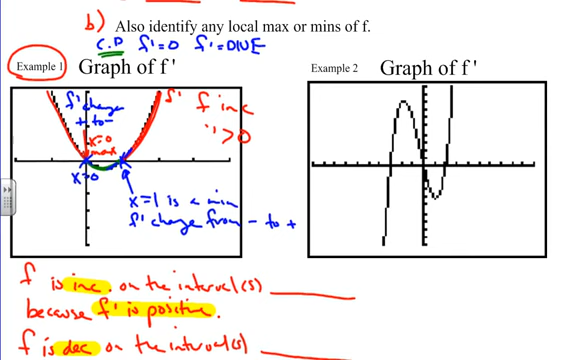 b) Also identify any local max or mins of f.
C.P f'=0 f'=DNE
Example 1
Graph of f'
f' change
+ to -
x=0
max
x=0
f'
f inc
f' > 0
x=1 is a min
f' change from - to +
Example 2
Graph of f'
f is inc. on the interval(s) ______
because f' is positive.
f is dec on the interval(s) ______